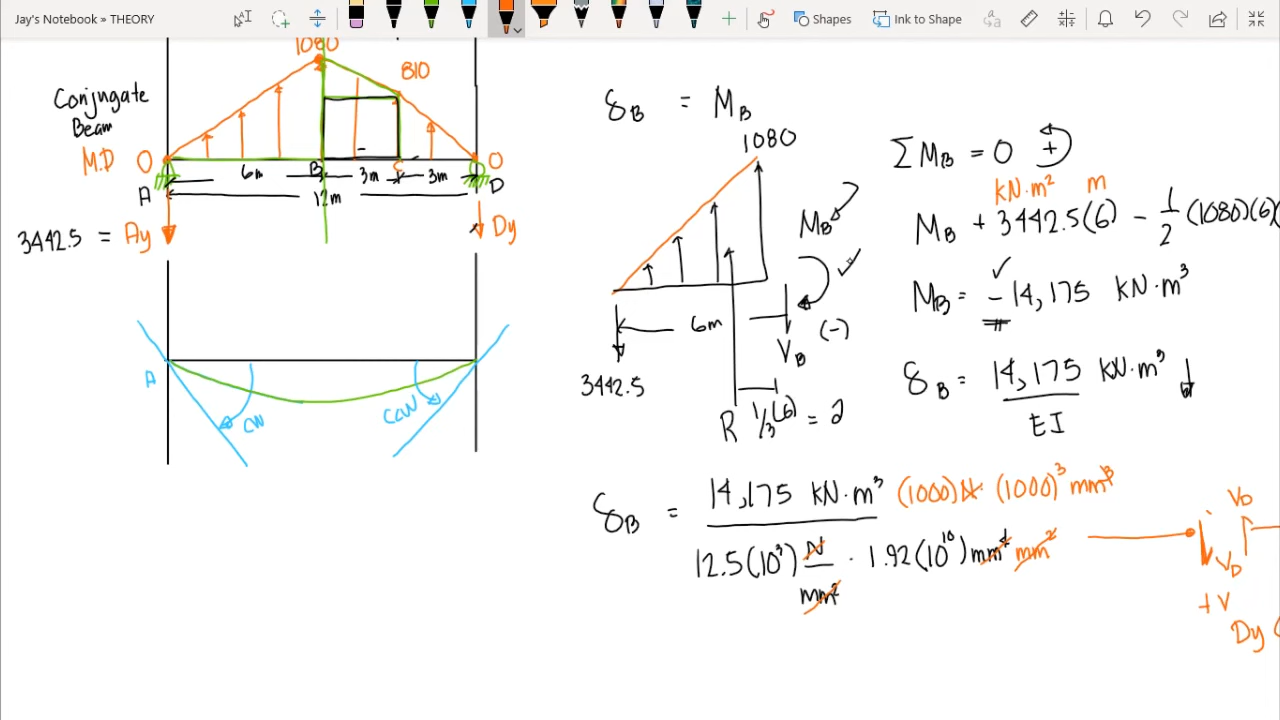 Jay's Notebook » THEORY
Shapes
Ink to Shape
1080
810
Conjugate
Beam
M.D
0
0
6m
B
3m
C
3m
A
12m
D
3442.5 = Ay
Dy
A
CW
CCW
δB = MB
1080
MB
6m
VB
(-)
3442.5
R 1/3(6) = 2
ΣMB = 0 +
kN·m² m
MB + 3442.5(6) - 1/2 (1080)(6)(
MB = -14,175 kN·m³
δB = 14,175 kN·m³ ↓
EI
δB = 14,175 kN·m³ (1000)N (1000)³ mm³
12.5(10³) N/mm² · 1.92(10¹⁰) mm⁴ mm²
VD
VD
+V
Dy (